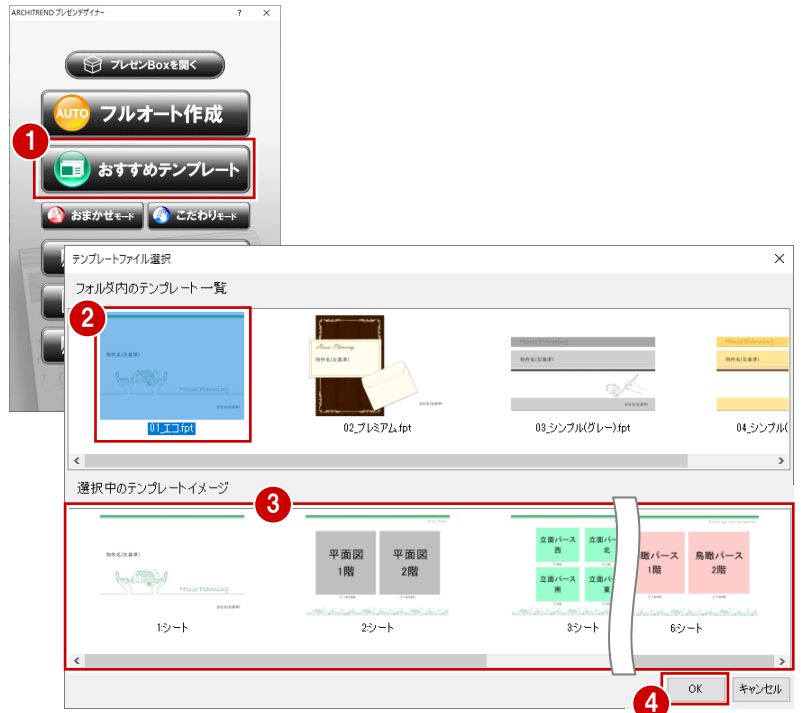 ARCHITREND プレゼンデザイナー
? ×
プレゼンBoxを開く
AUTO フルオート作成
1
おすすめテンプレート
おまかせモード
こだわりモード
テンプレートファイル選択
×
フォルダ内のテンプレート一覧
2
物件名(左基準)
House Planning
01_エコ.fpt
House Planning
物件名(左基準)
02_プレミアム.fpt
House Planning
物件名(左基準)
03_シンプル(グレー).fpt
House Planning
物件名(左基準)
04_シンプル(
選択中のテンプレートイメージ
3
物件名(左基準)
House Planning
1:シート
平面図
1階
平面図
2階
2:シート
立面パース
西
立面パー
北
立面パース
南
立面パー
東
3:シート
瞰パース
1階
鳥瞰パース
2階
6:シート
4
OK
キャンセル